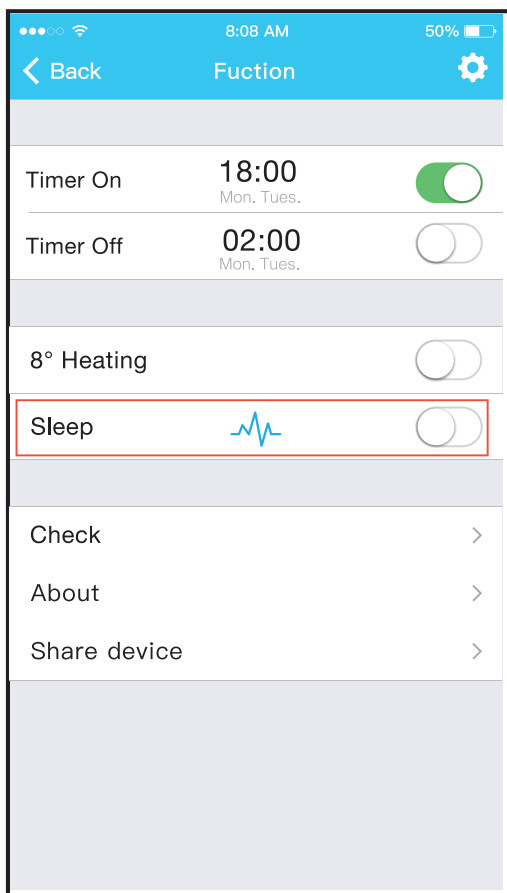 8:08 AM
50%
Back
Fuction
Timer On
18:00
Mon. Tues.
Timer Off
02:00
Mon. Tues.
8° Heating
Sleep
Check
About
Share device